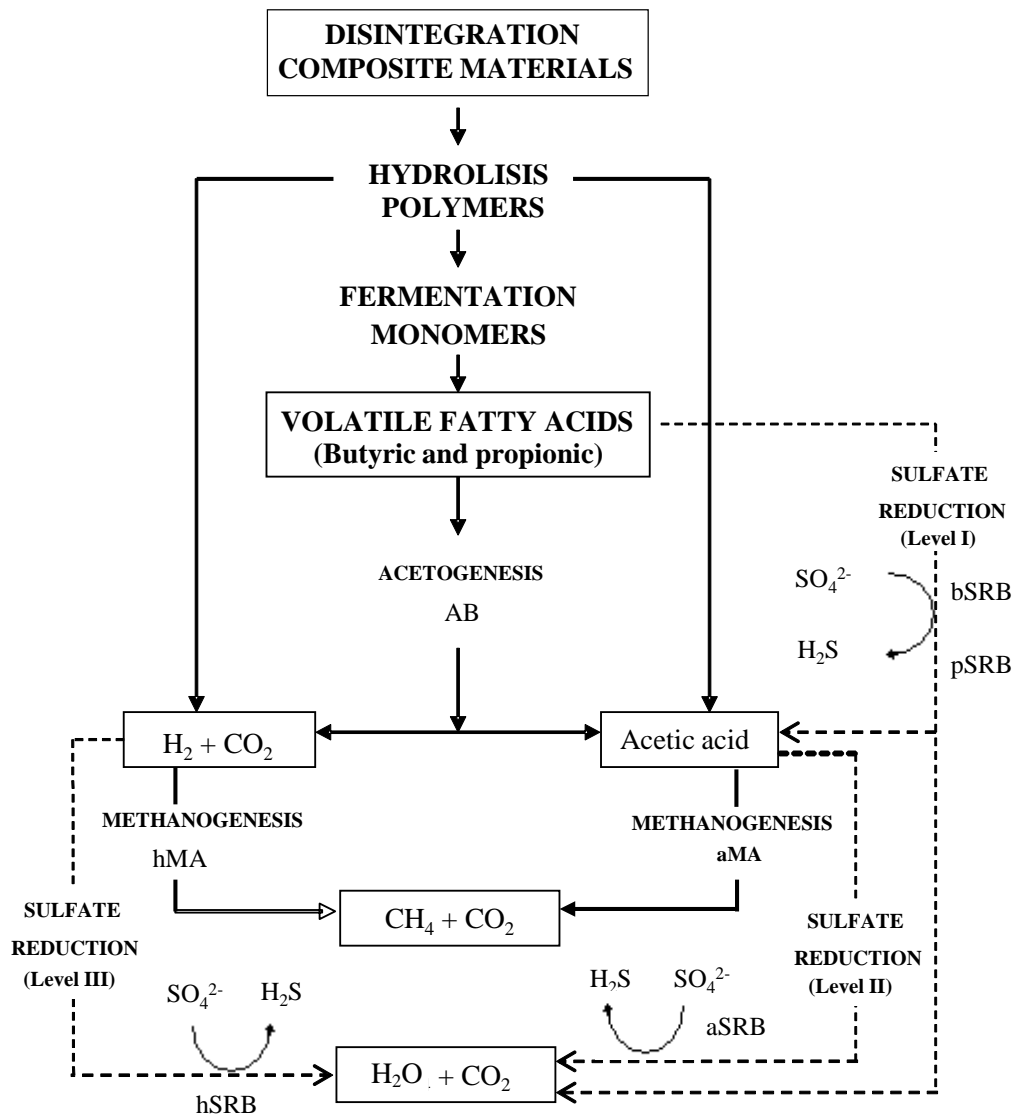 DISINTEGRATION
COMPOSITE MATERIALS
HYDROLISIS
POLYMERS
FERMENTATION
MONOMERS
VOLATILE FATTY ACIDS
(Butyric and propionic)
SULFATE
REDUCTION
(Level I)
ACETOGENESIS
AB
SO₄²⁻
bSRB
H₂S
pSRB
H₂ + CO₂
Acetic acid
METHANOGENESIS
hMA
METHANOGENESIS
aMA
CH₄ + CO₂
SULFATE
REDUCTION
(Level III)
SULFATE
REDUCTION
(Level II)
SO₄²⁻
H₂S
H₂S
SO₄²⁻
aSRB
H₂O . + CO₂
hSRB